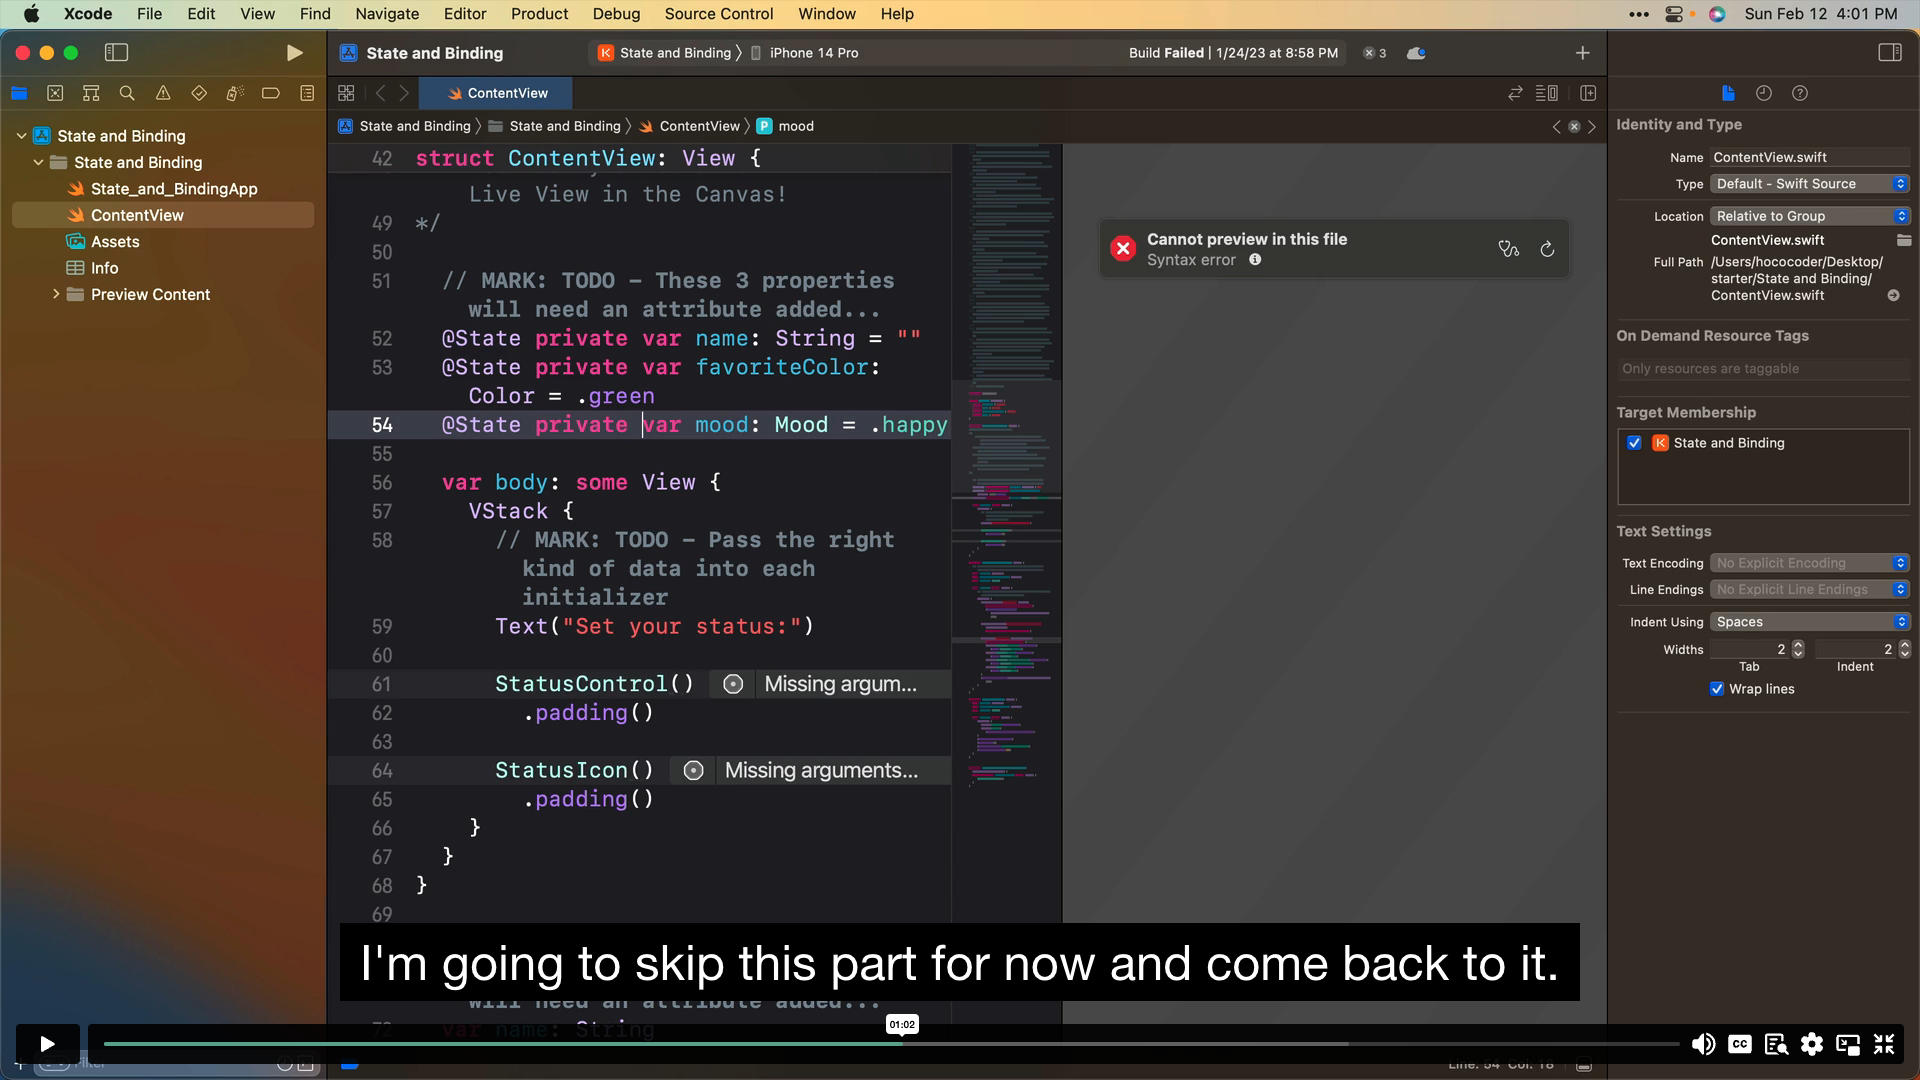 Xcode File Edit View Find Navigate Editor Product Debug Source Control Window Help
Sun Feb 12 4:01 PM
State and Binding
State and Binding 〉 iPhone 14 Pro
Build Failed | 1/24/23 at 8:58 PM
3
ContentView
State and Binding 〉 State and Binding 〉 ContentView 〉 P mood
State and Binding
State and Binding
State_and_BindingApp
ContentView
Assets
Info
Preview Content
42 struct ContentView: View {
Live View in the Canvas!
49 */
50
51 // MARK: TODO - These 3 properties
will need an attribute added...
52 @State private var name: String = ""
53 @State private var favoriteColor:
Color = .green
54 @State private var mood: Mood = .happy
55
56 var body: some View {
57 VStack {
58 // MARK: TODO - Pass the right
kind of data into each
initializer
59 Text("Set your status:")
60
61 StatusControl() Missing argum...
62 .padding()
63
64 StatusIcon() Missing arguments...
65 .padding()
66 }
67 }
68 }
69
will need an attribute added...
72 var name: String
Cannot preview in this file
Syntax error
Identity and Type
Name ContentView.swift
Type Default - Swift Source
Location Relative to Group
ContentView.swift
Full Path /Users/hococoder/Desktop/
starter/State and Binding/
ContentView.swift
On Demand Resource Tags
Only resources are taggable
Target Membership
State and Binding
Text Settings
Text Encoding No Explicit Encoding
Line Endings No Explicit Line Endings
Indent Using Spaces
Widths 2 2
Tab Indent
Wrap lines
I'm going to skip this part for now and come back to it.
01:02
CC
Filter
Line: 54 Col: 18